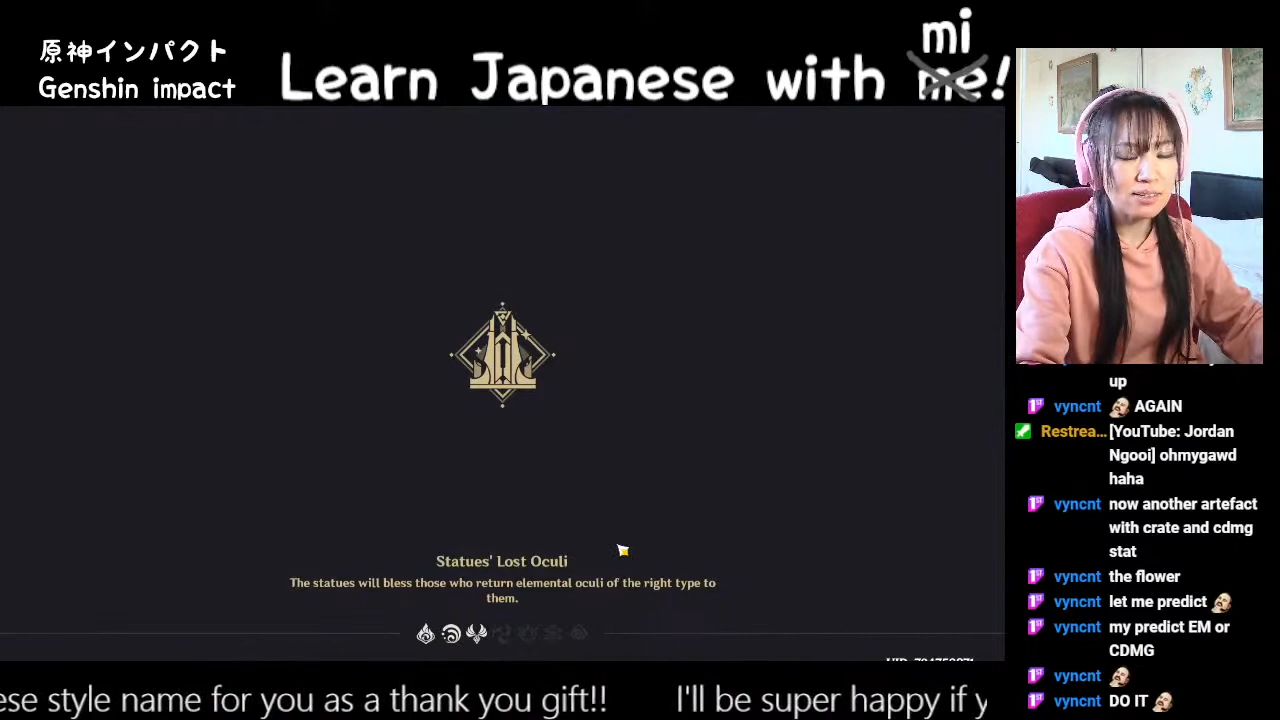 原神インパクト
Genshin impact
mi
Learn Japanese with me!
Statues' Lost Oculi
The statues will bless those who return elemental oculi of the right type to
them.
up
vyncnt AGAIN
Restrea... [YouTube: Jordan
Ngooi] ohmygawd
haha
vyncnt now another artefact
with crate and cdmg
stat
vyncnt the flower
vyncnt let me predict
vyncnt my predict EM or
CDMG
vyncnt
vyncnt DO IT
ese style name for you as a thank you gift!! I'll be super happy if y